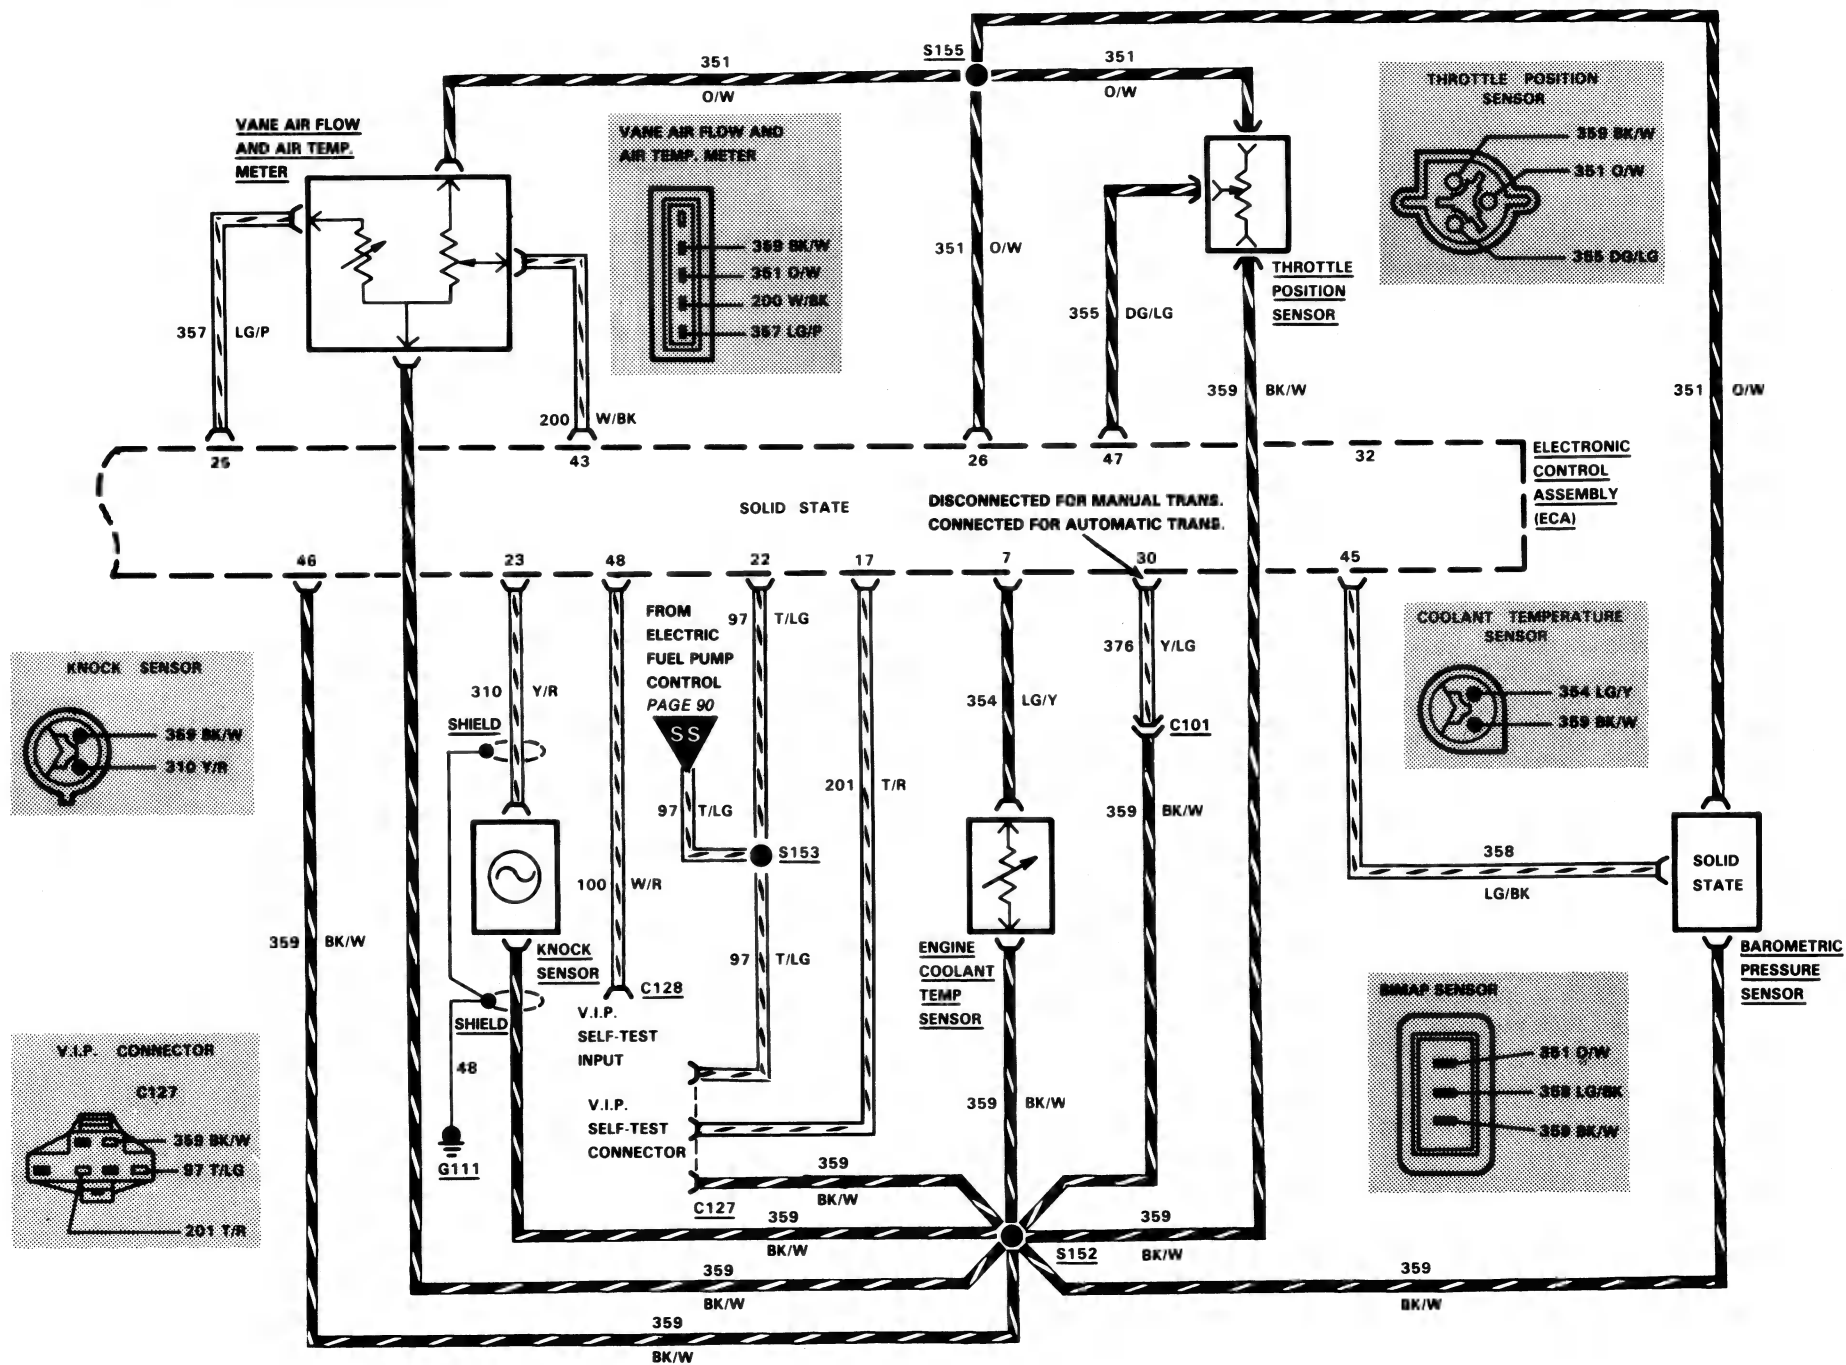 351
O/W
S155
351
O/W
VANE AIR FLOW
AND AIR TEMP.
METER
VANE AIR FLOW AND
AIR TEMP. METER
359 BK/W
351 O/W
200 W/BK
357 LG/P
THROTTLE POSITION
SENSOR
359 BK/W
351 O/W
355 DG/LG
357 LG/P
200 W/BK
351 O/W
355 DG/LG
THROTTLE
POSITION
SENSOR
359 BK/W
351 O/W
25
43
26
47
32
ELECTRONIC
CONTROL
ASSEMBLY
(ECA)
SOLID STATE
DISCONNECTED FOR MANUAL TRANS.
CONNECTED FOR AUTOMATIC TRANS.
46
23
48
22
17
7
30
45
KNOCK SENSOR
359 BK/W
310 Y/R
310 Y/R
SHIELD
FROM
ELECTRIC
FUEL PUMP
CONTROL
PAGE 90
SS
97 T/LG
97 T/LG
S153
201 T/R
354 LG/Y
376 Y/LG
C101
359 BK/W
COOLANT TEMPERATURE
SENSOR
354 LG/Y
359 BK/W
358
LG/BK
SOLID
STATE
BAROMETRIC
PRESSURE
SENSOR
359 BK/W
KNOCK
SENSOR
100 W/R
C128
V.I.P.
SELF-TEST
INPUT
97 T/LG
ENGINE
COOLANT
TEMP
SENSOR
SHIELD
48
G111
V.I.P. CONNECTOR
C127
359 BK/W
97 T/LG
201 T/R
V.I.P.
SELF-TEST
CONNECTOR
C127
359 BK/W
BIMAP SENSOR
351 O/W
358 LG/BK
359 BK/W
359
BK/W
359
BK/W
359
BK/W
S152
359
BK/W
359
BK/W
359
BK/W